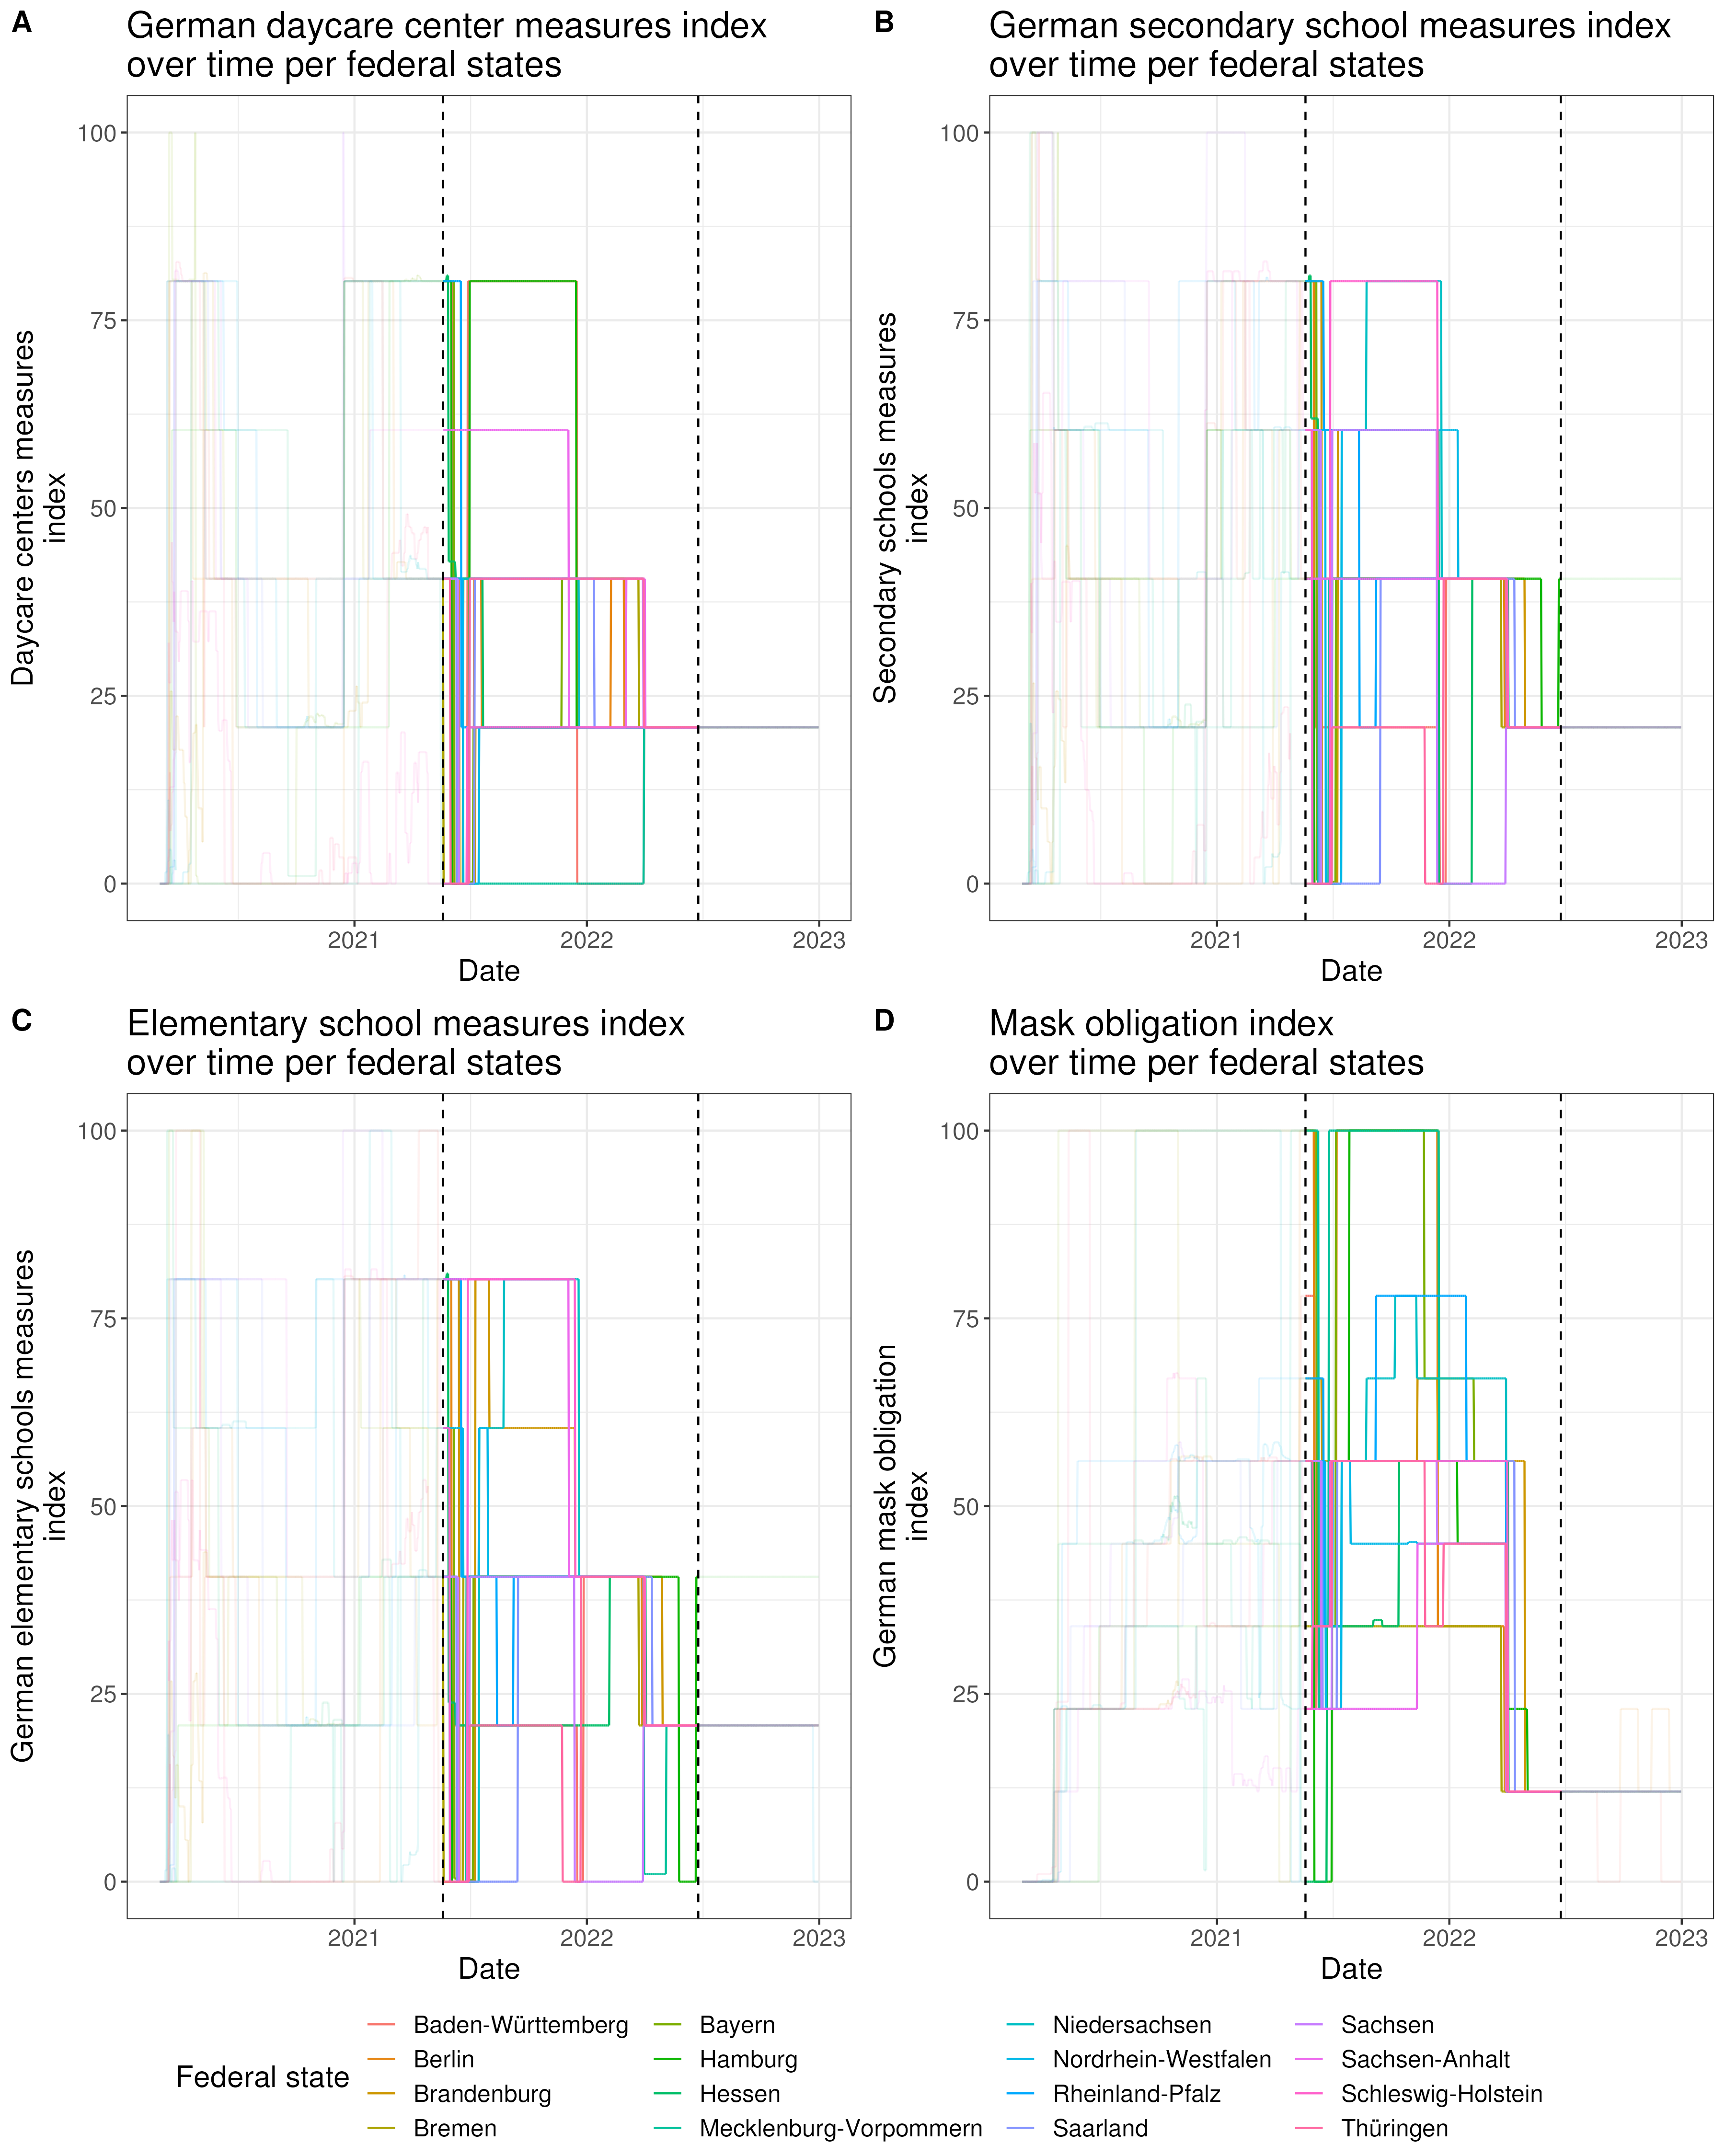 A
German daycare center measures index
over time per federal states
Daycare centers measures
index
100
75
50
25
0
2021
2022
2023
Date
B
German secondary school measures index
over time per federal states
Secondary schools measures
index
100
75
50
25
0
2021
2022
2023
Date
C
Elementary school measures index
over time per federal states
German elementary schools measures
index
100
75
50
25
0
2021
2022
2023
Date
D
Mask obligation index
over time per federal states
German mask obligation
index
100
75
50
25
0
2021
2022
2023
Date
Federal state
Baden-Württemberg
Berlin
Brandenburg
Bremen
Bayern
Hamburg
Hessen
Mecklenburg-Vorpommern
Niedersachsen
Nordrhein-Westfalen
Rheinland-Pfalz
Saarland
Sachsen
Sachsen-Anhalt
Schleswig-Holstein
Thüringen